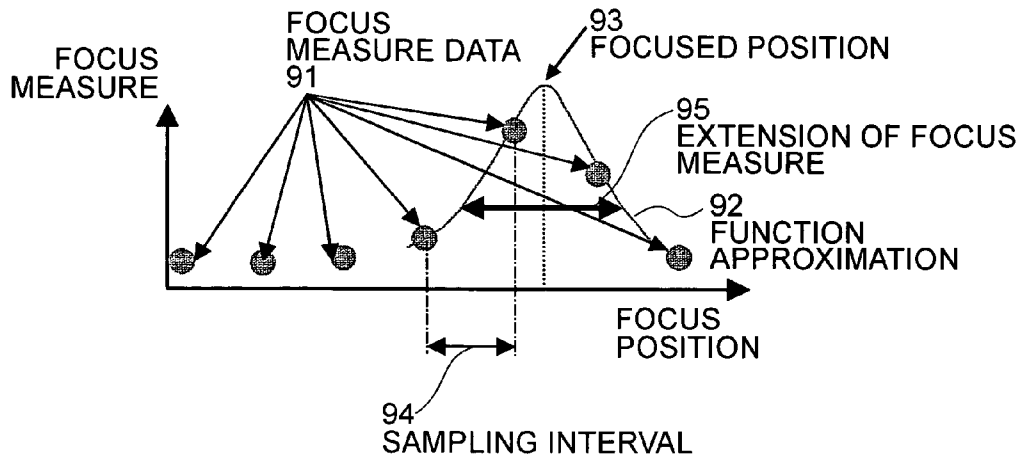 FOCUS
MEASURE
FOCUS
MEASURE DATA
91
93
FOCUSED POSITION
95
EXTENSION OF FOCUS
MEASURE
92
FUNCTION
APPROXIMATION
FOCUS
POSITION
94
SAMPLING INTERVAL